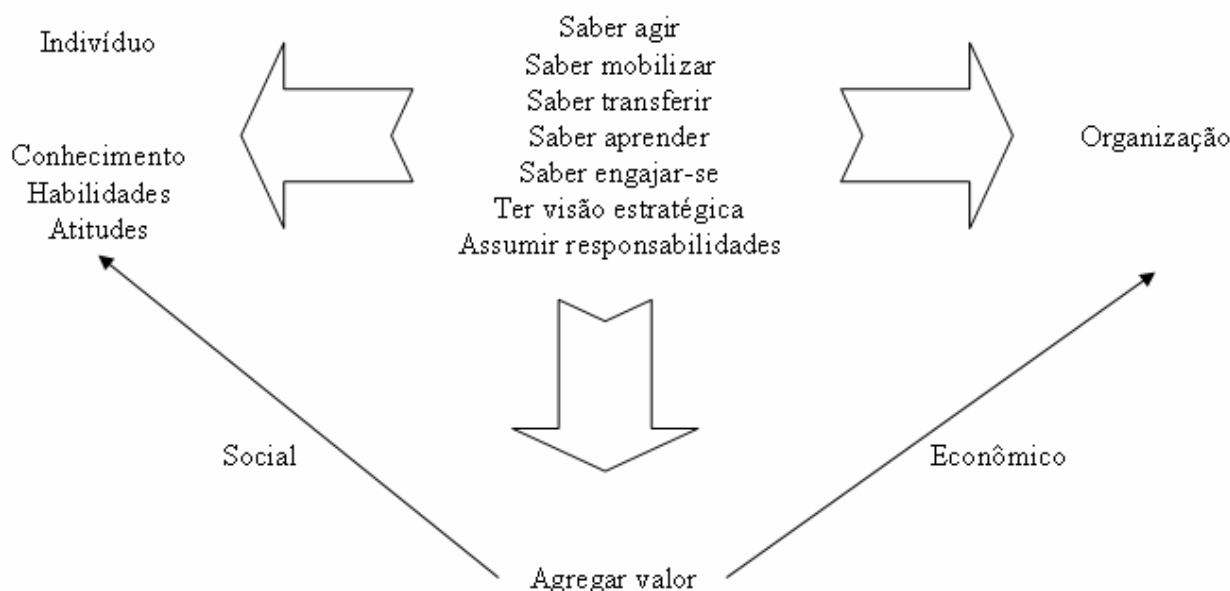 Indivíduo
Conhecimento
Habilidades
Atitudes
Saber agir
Saber mobilizar
Saber transferir
Saber aprender
Saber engajar-se
Ter visão estratégica
Assumir responsabilidades
Organização
Social
Econômico
Agregar valor